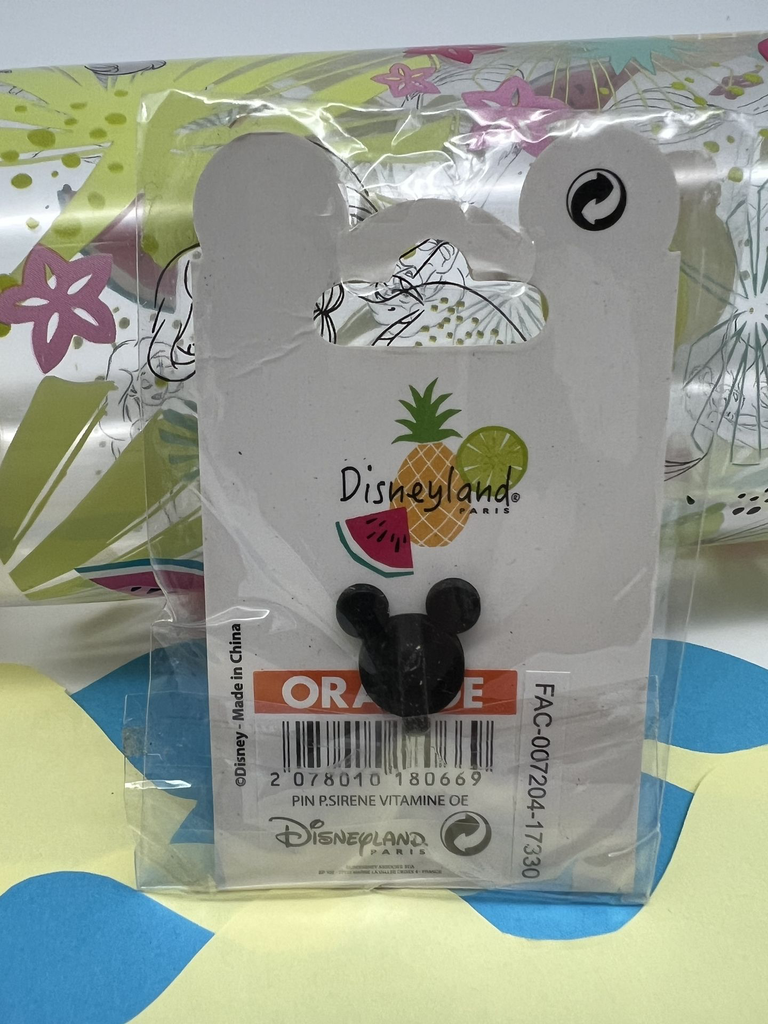 Disneyland®
PARIS
©Disney - Made in China
2 078010 180669
PIN P.SIRENE VITAMINE OE
DISNEYLAND
PARIS
FAC-007204-17330